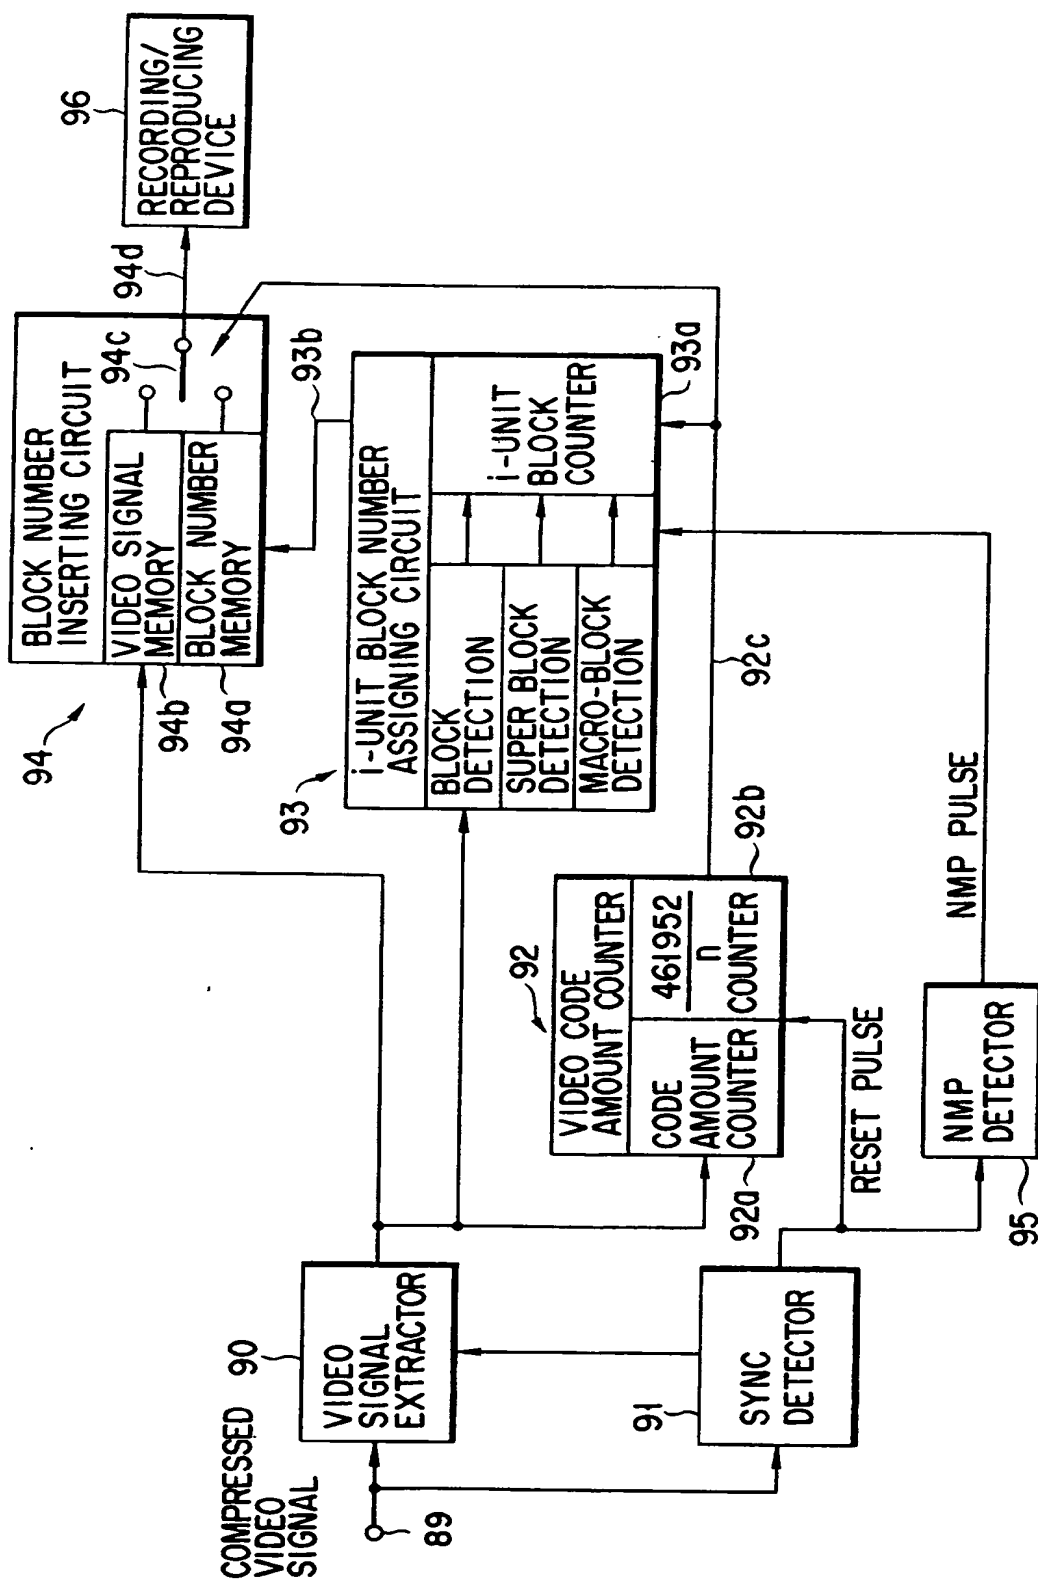 COMPRESSED
VIDEO
SIGNAL
89
90
VIDEO
SIGNAL
EXTRACTOR
91
SYNC
DETECTOR
92
VIDEO CODE
AMOUNT COUNTER
CODE
AMOUNT
COUNTER
461952
n
COUNTER
92a
92b
92c
RESET PULSE
NMP
DETECTOR
95
NMP PULSE
93
i-UNIT BLOCK NUMBER
ASSIGNING CIRCUIT
BLOCK
DETECTION
SUPER BLOCK
DETECTION
MACRO-BLOCK
DETECTION
i-UNIT
BLOCK
COUNTER
93a
93b
94
BLOCK NUMBER
INSERTING CIRCUIT
VIDEO SIGNAL
MEMORY
BLOCK NUMBER
MEMORY
94b
94a
94c
94d
96
RECORDING/
REPRODUCING
DEVICE